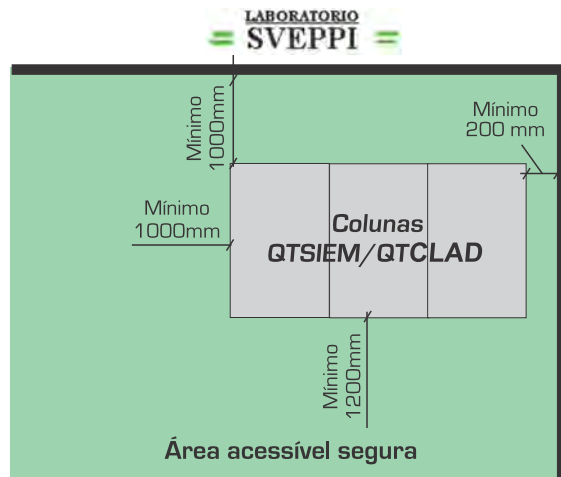 LABORATORIO
SVEPPI
Mínimo
1000mm
Mínimo
200 mm
Mínimo
1000mm
Colunas
QTSIEM/QTCLAD
Mínimo
1200mm
Área acessível segura